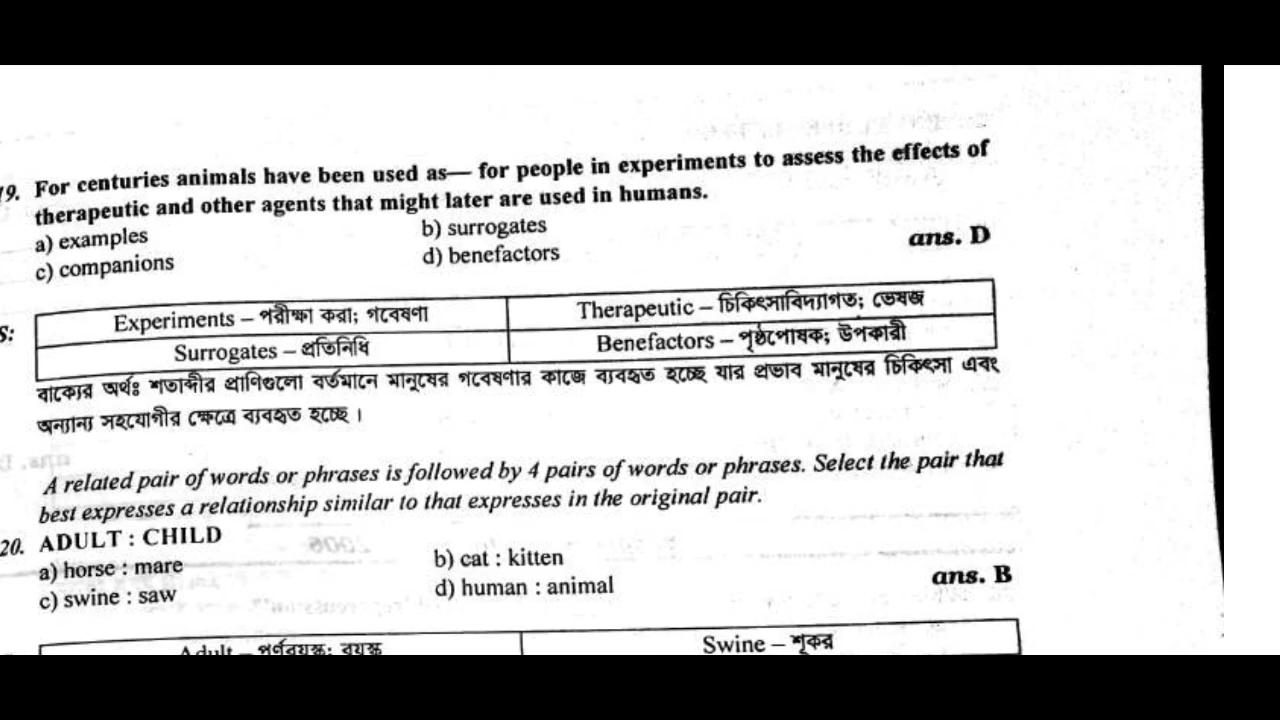 19. For centuries animals have been used as— for people in experiments to assess the effects of
therapeutic and other agents that might later are used in humans.
a) examples b) surrogates
c) companions d) benefactors ans. D
S:
Experiments – পরীক্ষা করা; গবেষণা Therapeutic – চিকিৎসাবিদ্যাগত; ভেষজ
Surrogates – প্রতিনিধি Benefactors – পৃষ্ঠপোষক; উপকারী
বাক্যের অর্থঃ শতাব্দীর প্রাণিগুলো বর্তমানে মানুষের গবেষণার কাজে ব্যবহৃত হচ্ছে যার প্রভাব মানুষের চিকিৎসা এবং
অন্যান্য সহযোগীর ক্ষেত্রে ব্যবহৃত হচ্ছে।
A related pair of words or phrases is followed by 4 pairs of words or phrases. Select the pair that
best expresses a relationship similar to that expresses in the original pair.
20. ADULT : CHILD
a) horse : mare b) cat : kitten
c) swine : saw d) human : animal ans. B
Adult – পূর্ণবয়স্ক; বয়স্ক Swine – শূকর